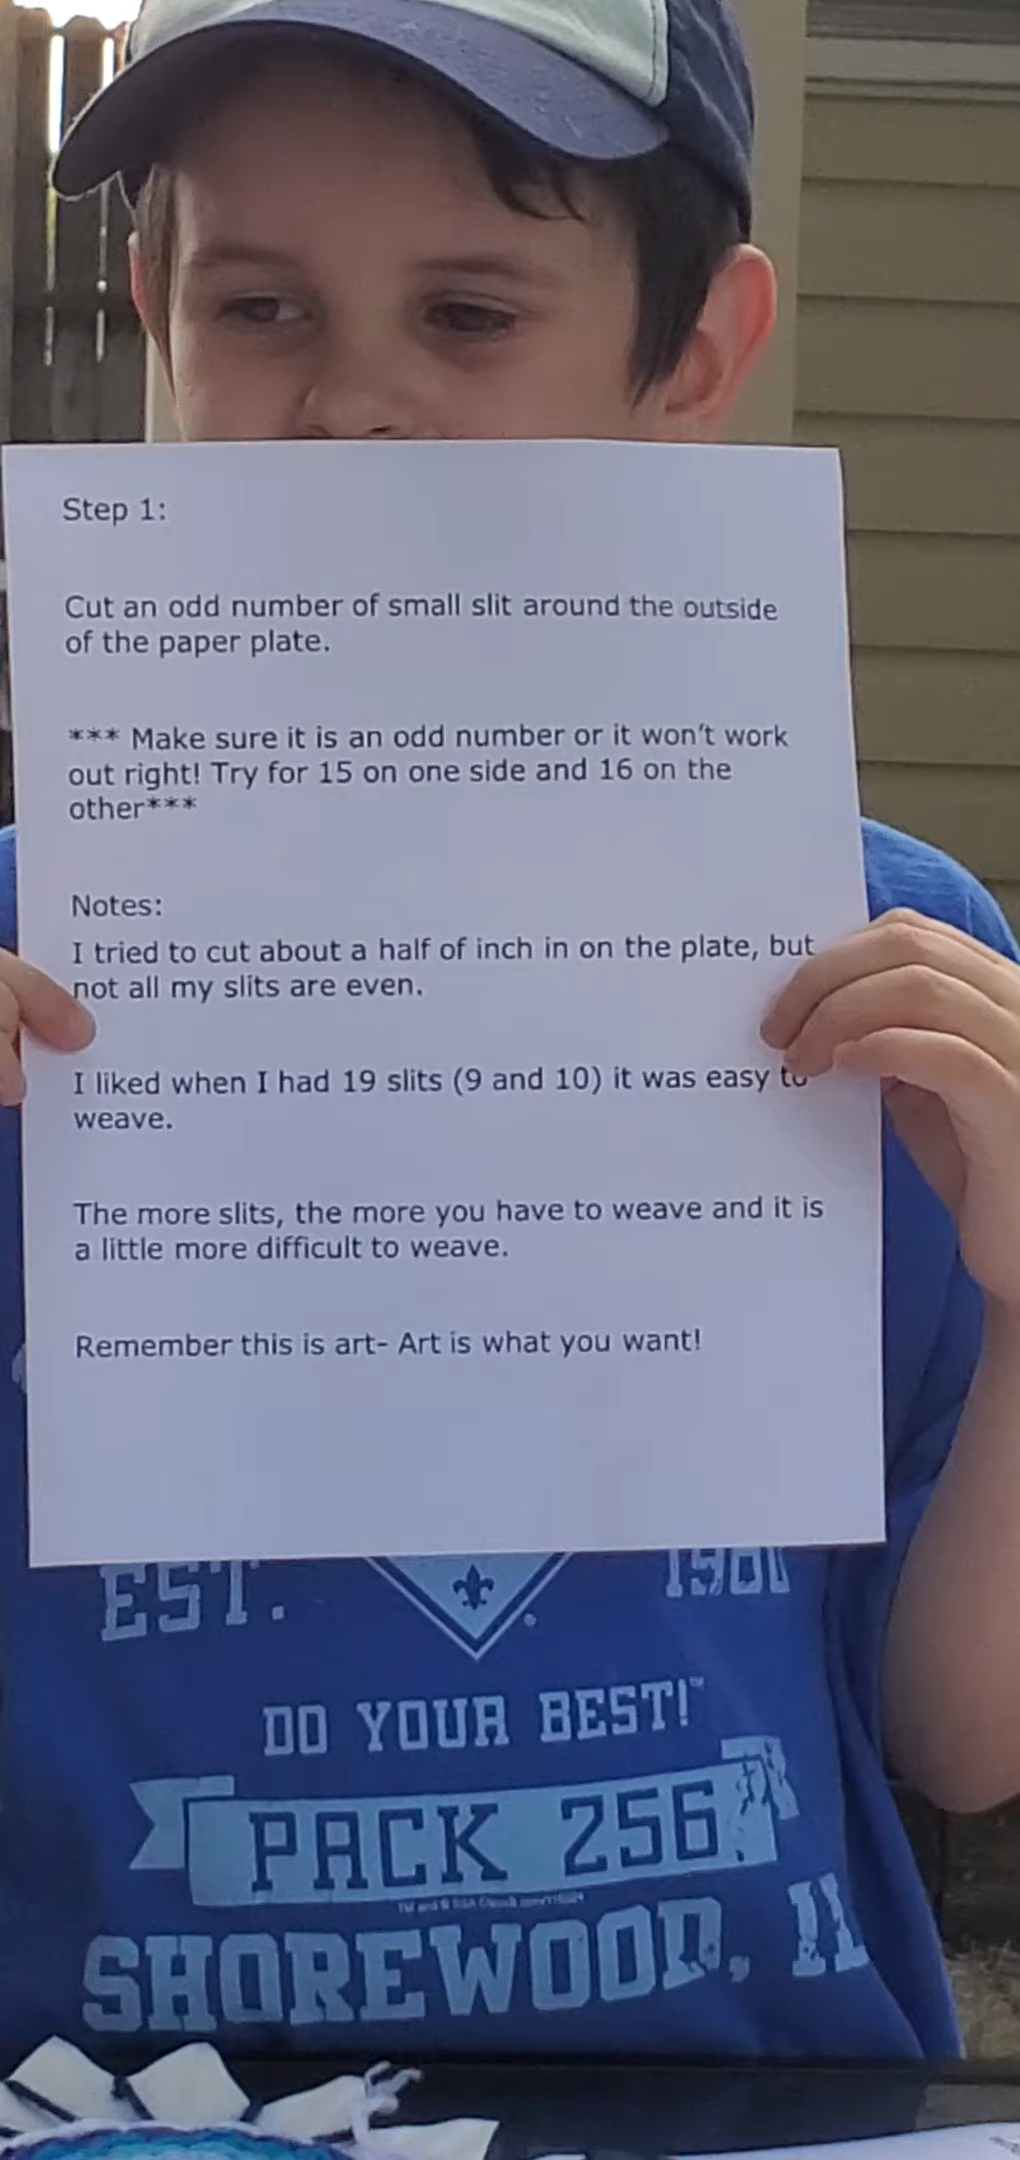 Step 1:
Cut an odd number of small slit around the outside
of the paper plate.
*** Make sure it is an odd number or it won't work
out right! Try for 15 on one side and 16 on the
other***
Notes:
I tried to cut about a half of inch in on the plate, but
not all my slits are even.
I liked when I had 19 slits (9 and 10) it was easy to
weave.
The more slits, the more you have to weave and it is
a little more difficult to weave.
Remember this is art- Art is what you want!
EST.
DO YOUR BEST!™
PACK 256
SHOREWOOD, IL